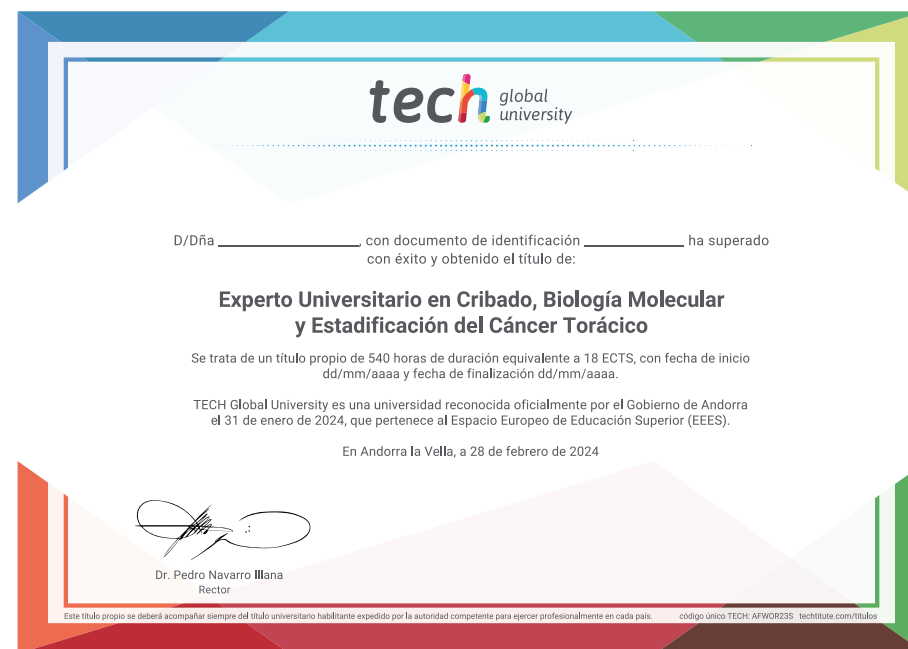 tech global university
D/Dña ____________________, con documento de identificación ______________ ha superado
con éxito y obtenido el título de:
Experto Universitario en Cribado, Biología Molecular
y Estadificación del Cáncer Torácico
Se trata de un título propio de 540 horas de duración equivalente a 18 ECTS, con fecha de inicio
dd/mm/aaaa y fecha de finalización dd/mm/aaaa.
TECH Global University es una universidad reconocida oficialmente por el Gobierno de Andorra
el 31 de enero de 2024, que pertenece al Espacio Europeo de Educación Superior (EEES).
En Andorra la Vella, a 28 de febrero de 2024
Dr. Pedro Navarro Illana
Rector
Este título propio se deberá acompañar siempre del título universitario habilitante expedido por la autoridad competente para ejercer profesionalmente en cada país. código único TECH: AFWOR23S techtitute.com/titulos